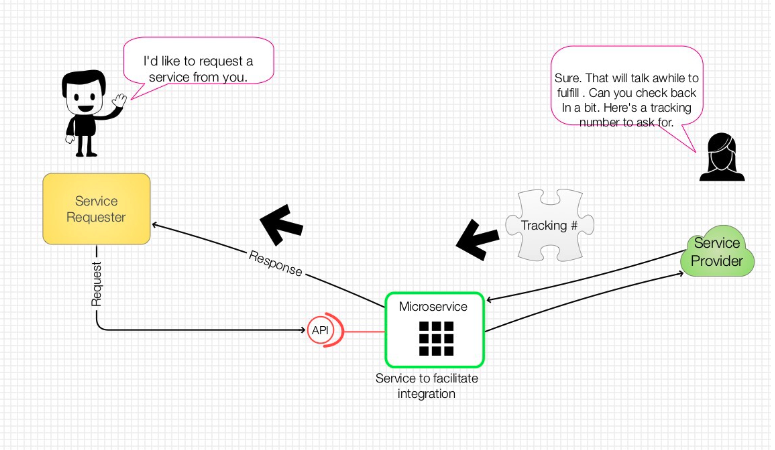 I'd like to request a
service from you.
Sure. That will talk awhile to
fulfill . Can you check back
In a bit. Here's a tracking
number to ask for.
Service
Requester
Tracking #
Service
Provider
Response
Request
Microservice
API
Service to facilitate
integration